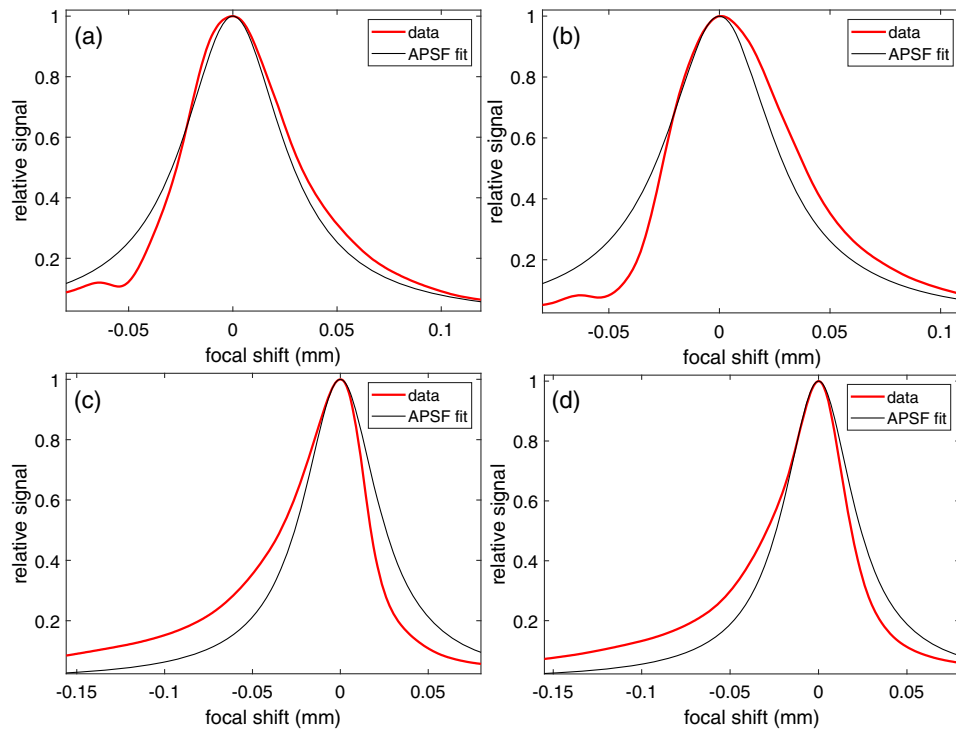 (a)
data
APSF fit
relative signal
1
0.8
0.6
0.4
0.2
-0.05
0
0.05
0.1
focal shift (mm)
(b)
data
APSF fit
relative signal
1
0.8
0.6
0.4
0.2
-0.05
0
0.05
0.1
focal shift (mm)
(c)
data
APSF fit
relative signal
1
0.8
0.6
0.4
0.2
-0.15
-0.1
-0.05
0
0.05
focal shift (mm)
(d)
data
APSF fit
relative signal
1
0.8
0.6
0.4
0.2
-0.15
-0.1
-0.05
0
0.05
focal shift (mm)